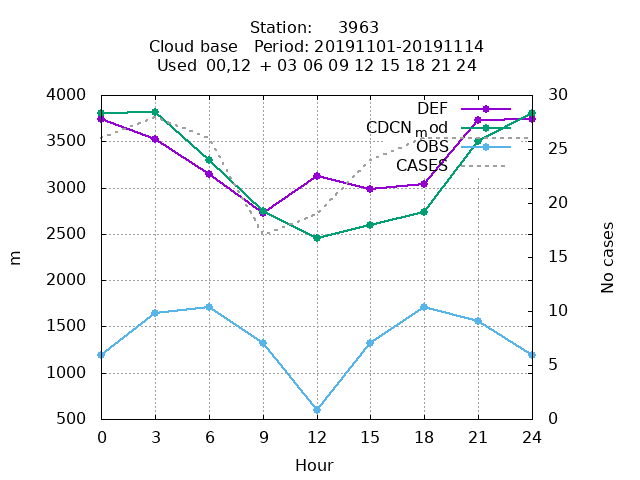 Station: 3963
Cloud base Period: 20191101-20191114
Used 00,12 + 03 06 09 12 15 18 21 24
4000 30
DEF
CDCNmod
3500 25
OBS
CASES
3000
2500 20
m
No cases
2000 15
1500 10
1000 5
500 0
0 3 6 9 12 15 18 21 24
Hour